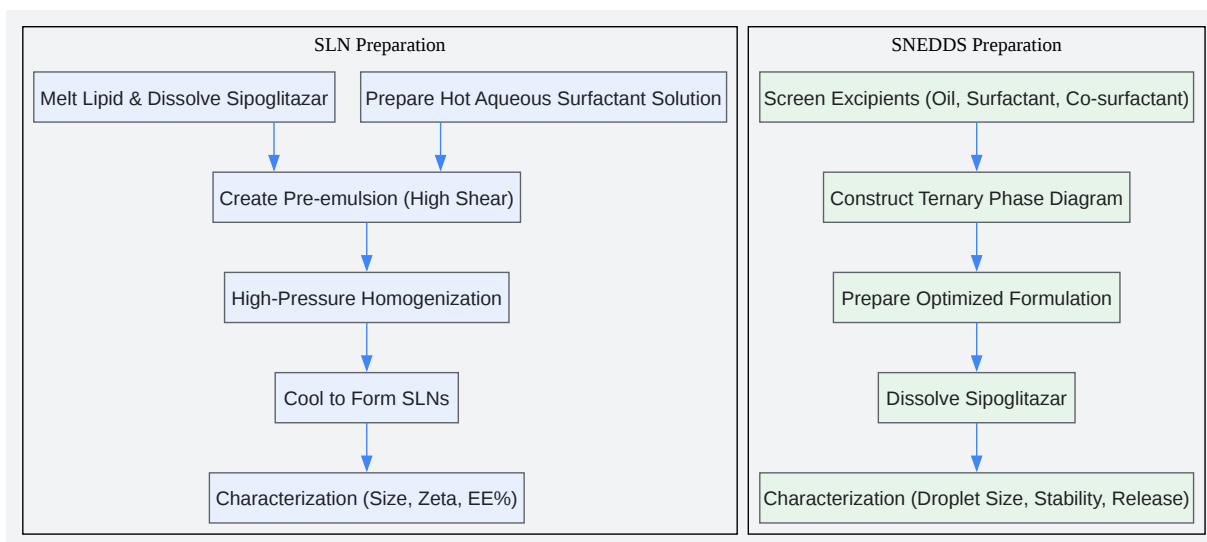 SLN Preparation
Melt Lipid & Dissolve Sipoglitazar
Prepare Hot Aqueous Surfactant Solution
Create Pre-emulsion (High Shear)
High-Pressure Homogenization
Cool to Form SLNs
Characterization (Size, Zeta, EE%)
SNEDDS Preparation
Screen Excipients (Oil, Surfactant, Co-surfactant)
Construct Ternary Phase Diagram
Prepare Optimized Formulation
Dissolve Sipoglitazar
Characterization (Droplet Size, Stability, Release)